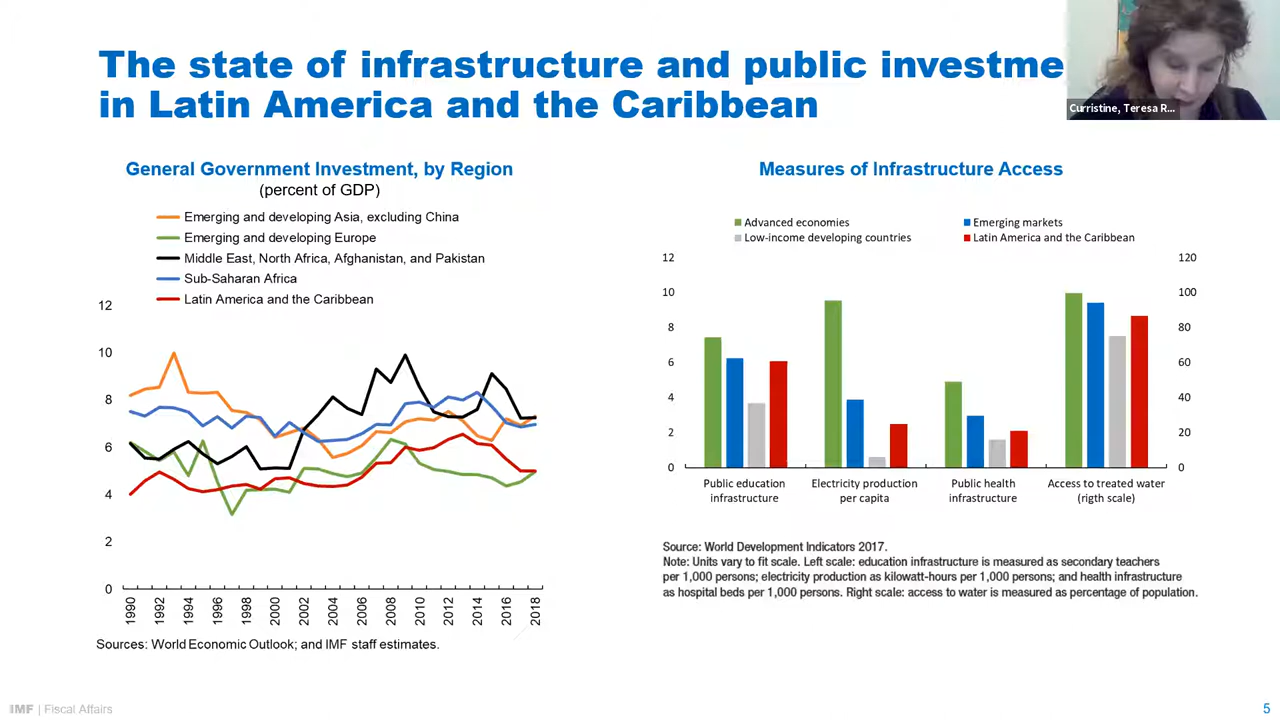 The state of infrastructure and public investme
in Latin America and the Caribbean
Curristine, Teresa R...
General Government Investment, by Region
(percent of GDP)
Emerging and developing Asia, excluding China
Emerging and developing Europe
Middle East, North Africa, Afghanistan, and Pakistan
Sub-Saharan Africa
Latin America and the Caribbean
12
10
8
6
4
2
0
1990 1992 1994 1996 1998 2000 2002 2004 2006 2008 2010 2012 2014 2016 2018
Sources: World Economic Outlook; and IMF staff estimates.
Measures of Infrastructure Access
Advanced economies Emerging markets
Low-income developing countries Latin America and the Caribbean
12 120
10 100
8 80
6 60
4 40
2 20
0 0
Public education Electricity production Public health Access to treated water
infrastructure per capita infrastructure (rigth scale)
Source: World Development Indicators 2017.
Note: Units vary to fit scale. Left scale: education infrastructure is measured as secondary teachers
per 1,000 persons; electricity production as kilowatt-hours per 1,000 persons; and health infrastructure
as hospital beds per 1,000 persons. Right scale: access to water is measured as percentage of population.
IMF | Fiscal Affairs
5